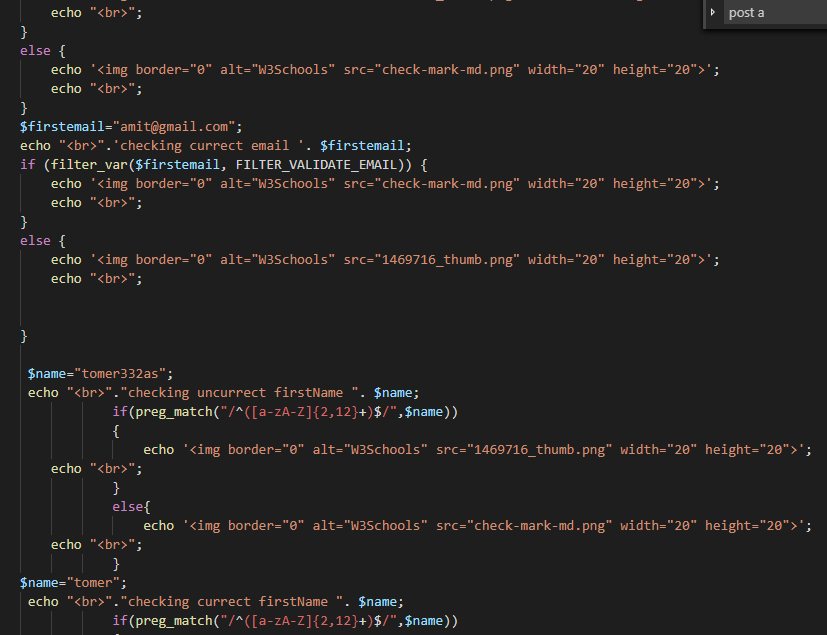 post a
echo "<br>";
}
else {
echo '<img border="0" alt="W3Schools" src="check-mark-md.png" width="20" height="20">';
echo "<br>";
}
$firstemail="amit@gmail.com";
echo "<br>".'checking currect email '. $firstemail;
if (filter_var($firstemail, FILTER_VALIDATE_EMAIL)) {
echo '<img border="0" alt="W3Schools" src="check-mark-md.png" width="20" height="20">';
echo "<br>";
}
else {
echo '<img border="0" alt="W3Schools" src="1469716_thumb.png" width="20" height="20">';
echo "<br>";
}
$name="tomer332as";
echo "<br>"."checking uncurrect firstName ". $name;
if(preg_match("/^([a-zA-Z]{2,12}+)$/",$name))
{
echo '<img border="0" alt="W3Schools" src="1469716_thumb.png" width="20" height="20">';
echo "<br>";
}
else{
echo '<img border="0" alt="W3Schools" src="check-mark-md.png" width="20" height="20">';
echo "<br>";
}
$name="tomer";
echo "<br>"."checking currect firstName ". $name;
if(preg_match("/^([a-zA-Z]{2,12}+)$/",$name))